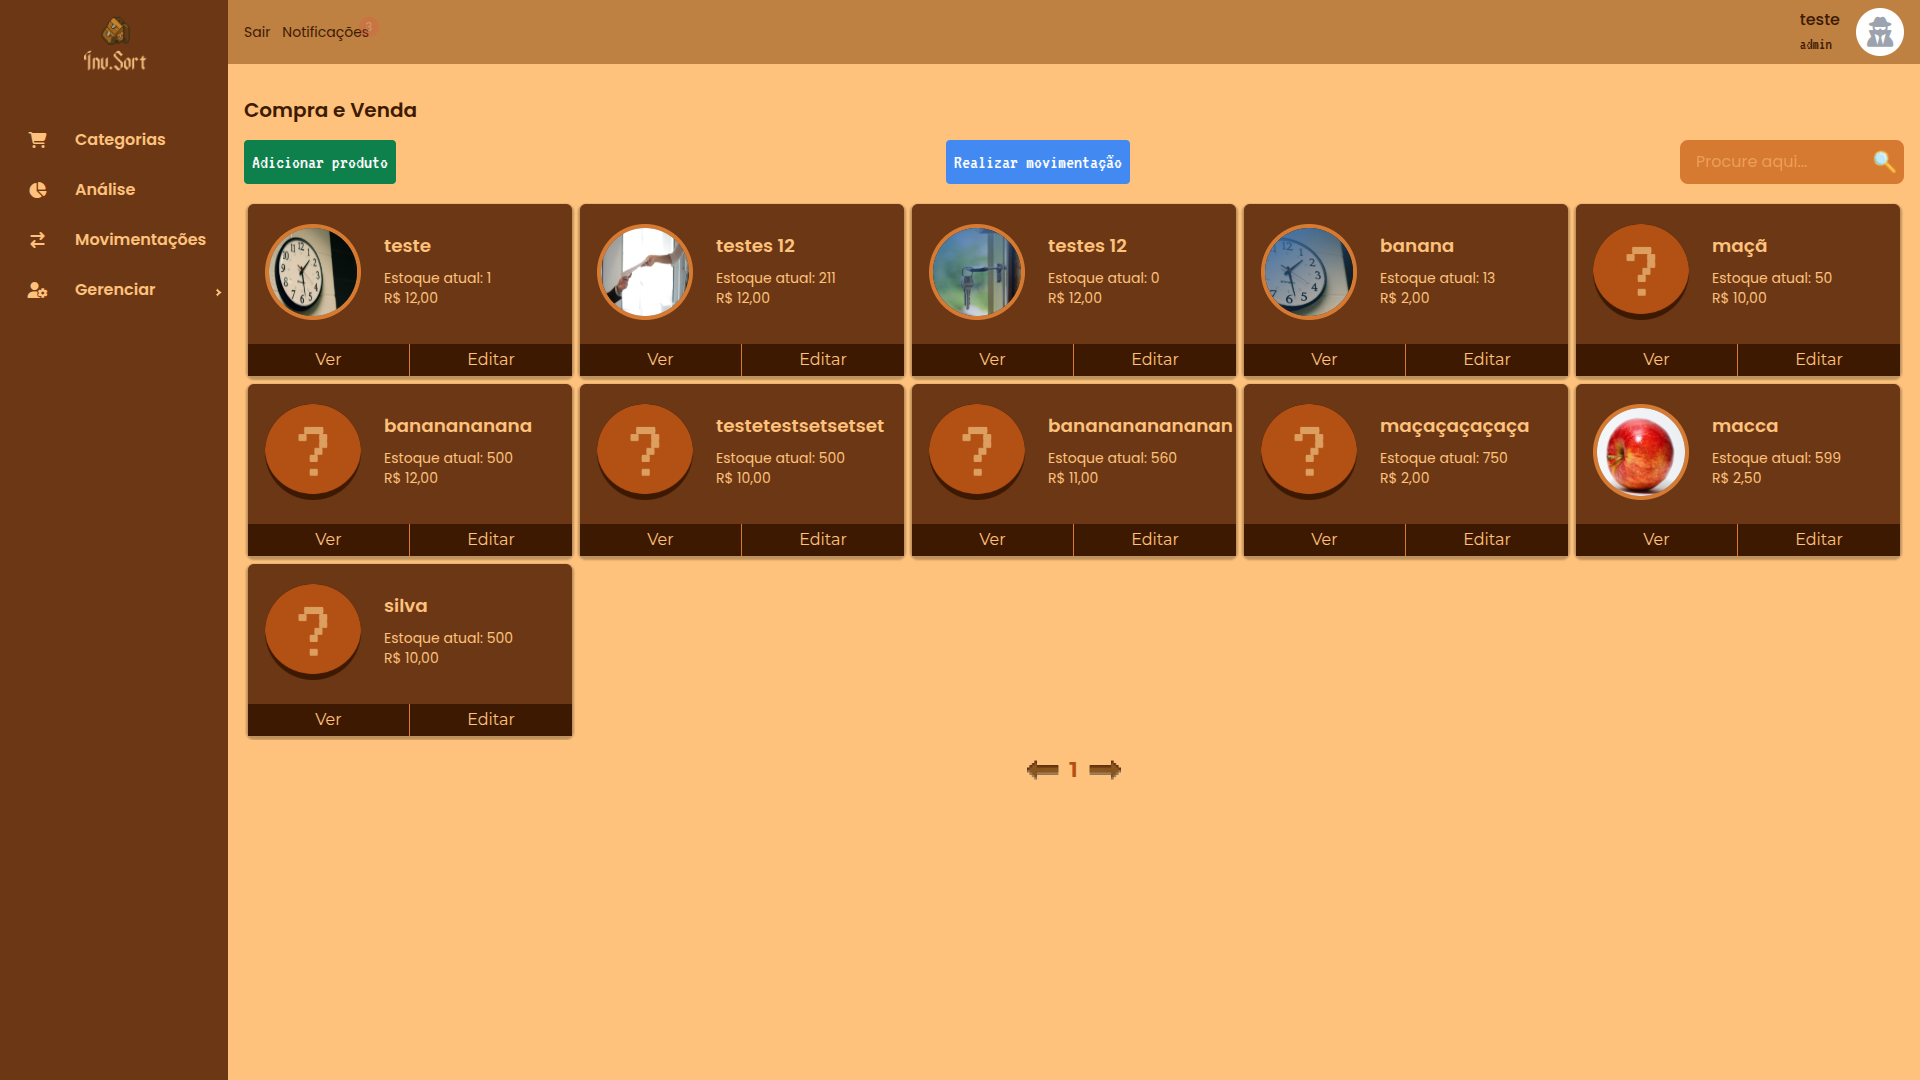 Inv.Sort
Categorias
Análise
Movimentações
Gerenciar
Sair
Notificações
3
teste
admin
Compra e Venda
Adicionar produto
Realizar movimentação
Procure aqui...
teste
Estoque atual: 1
R$ 12,00
Ver
Editar
testes 12
Estoque atual: 211
R$ 12,00
Ver
Editar
testes 12
Estoque atual: 0
R$ 12,00
Ver
Editar
banana
Estoque atual: 13
R$ 2,00
Ver
Editar
maçã
Estoque atual: 50
R$ 10,00
Ver
Editar
banananana​na
Estoque atual: 500
R$ 12,00
Ver
Editar
testetestsetsetset
Estoque atual: 500
R$ 10,00
Ver
Editar
banananananan​an
Estoque atual: 560
R$ 11,00
Ver
Editar
maçaçaçaçaça
Estoque atual: 750
R$ 2,00
Ver
Editar
macca
Estoque atual: 599
R$ 2,50
Ver
Editar
silva
Estoque atual: 500
R$ 10,00
Ver
Editar
1